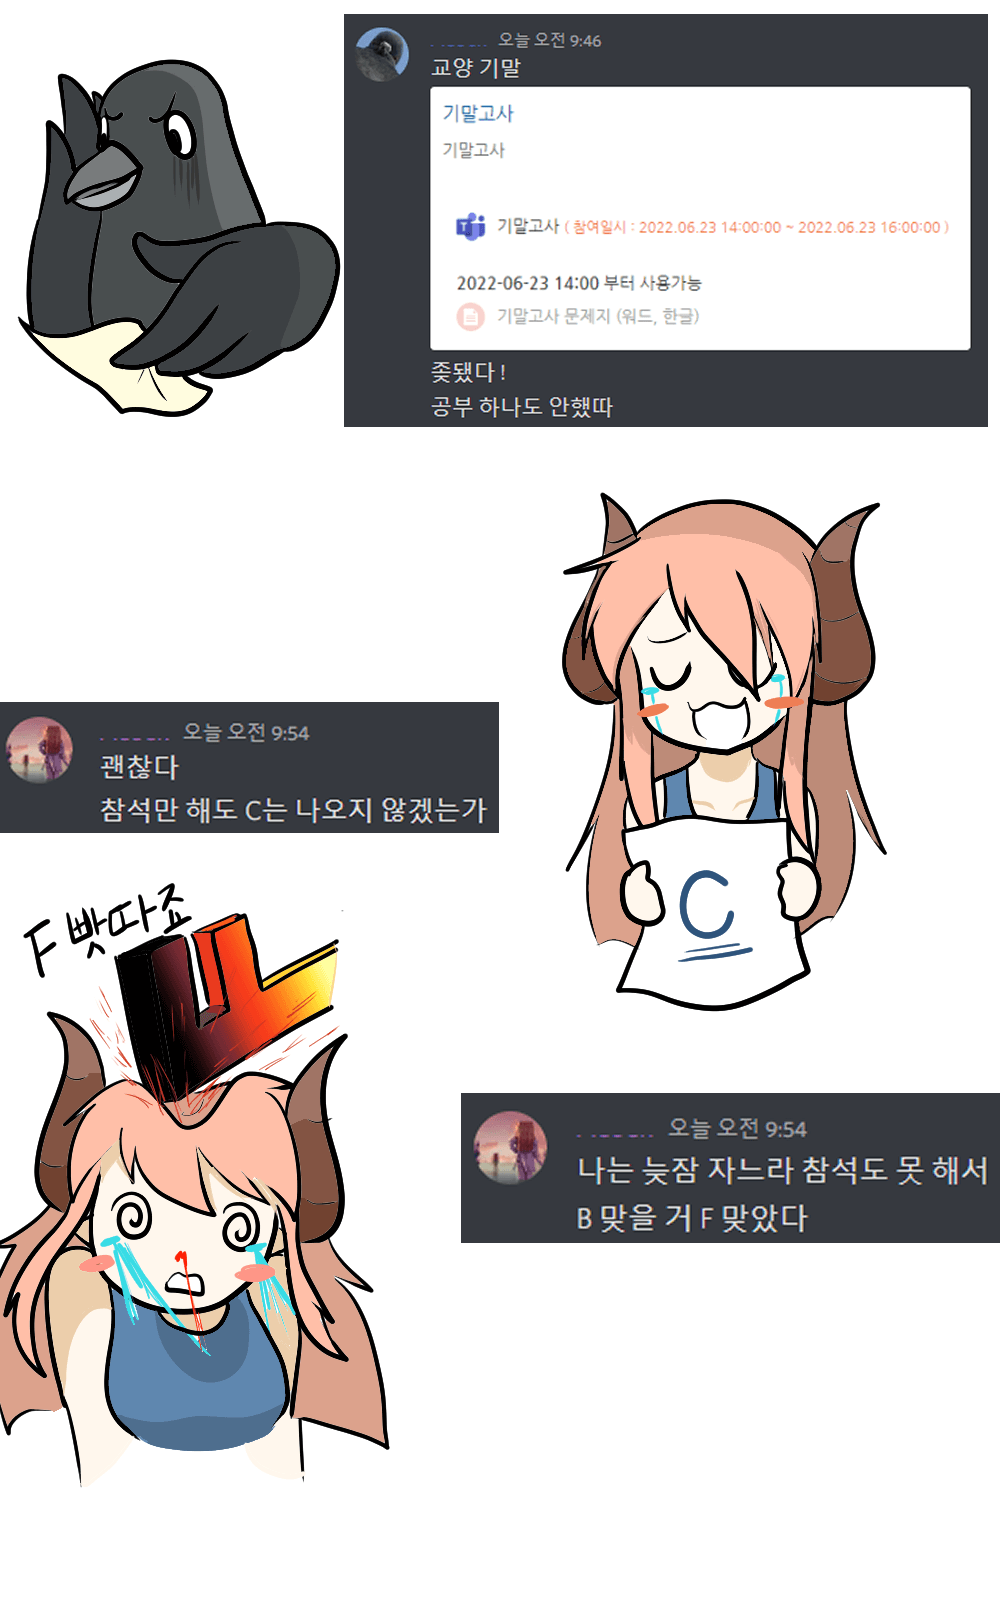 오늘 오전 9:46
교양 기말
기말고사
기말고사
기말고사 ( 참여일시 : 2022.06.23 14:00:00 ~ 2022.06.23 16:00:00 )
2022-06-23 14:00 부터 사용가능
기말고사 문제지 (워드, 한글)
좆됐다 !
공부 하나도 안했따
오늘 오전 9:54
괜찮다
참석만 해도 C는 나오지 않겠는가
C
F 빳따죠
오늘 오전 9:54
나는 늦잠 자느라 참석도 못 해서
B 맞을 거 F 맞았다